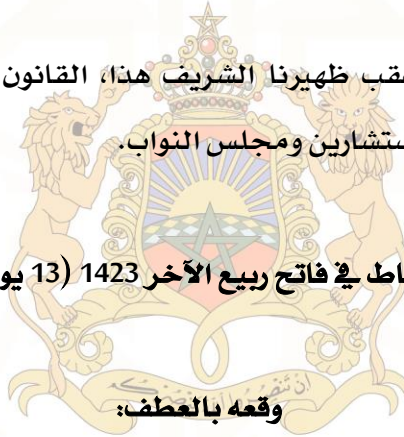 عقب ظهيرنا الشريف هذا، القانون
ستشارين ومجلس النواب.
اط في فاتح ربيع الآخر 1423 (13 يو
وقعه بالعطف: